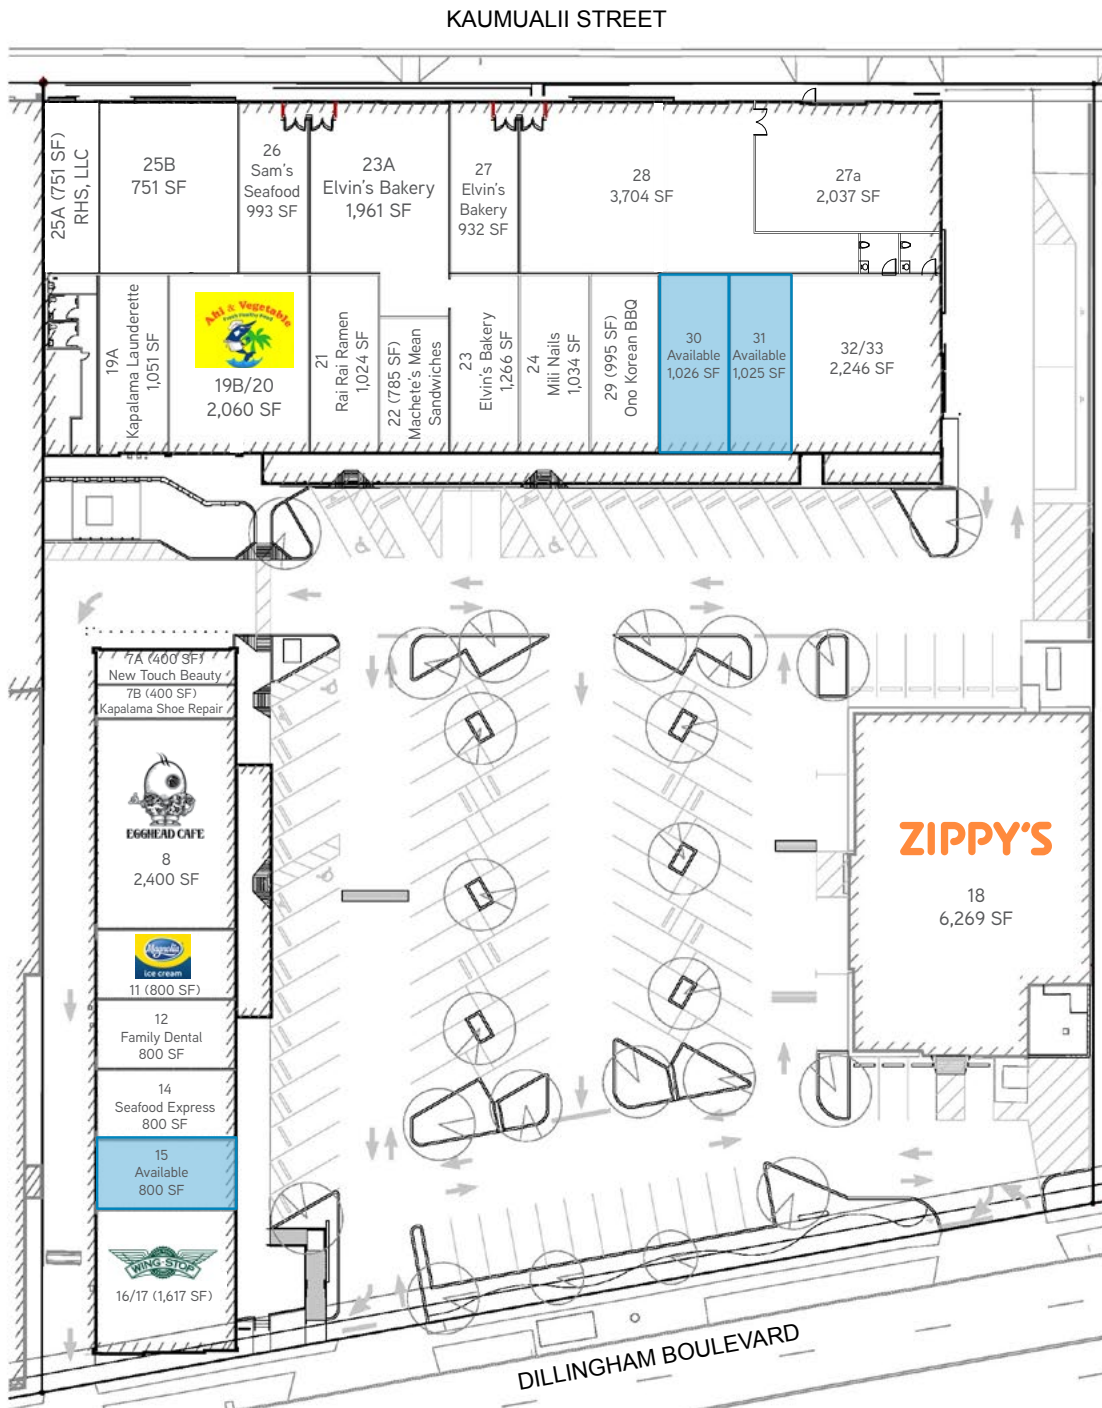 KAUMUALII STREET
25A (751 SF)
RHS, LLC
25B
751 SF
26
Sam's
Seafood
993 SF
23A
Elvin's Bakery
1,961 SF
27
Elvin's
Bakery
932 SF
28
3,704 SF
27a
2,037 SF
19A
Kapalama Launderette
1,051 SF
Ahi & Vegetable
Fresh Healthy Food
19B/20
2,060 SF
21
Rai Rai Ramen
1,024 SF
22 (785 SF)
Machete's Mean
Sandwiches
23
Elvin's Bakery
1,266 SF
24
Mili Nails
1,034 SF
29 (995 SF)
Ono Korean BBQ
30
Available
1,026 SF
31
Available
1,025 SF
32/33
2,246 SF
7A (400 SF)
New Touch Beauty
7B (400 SF)
Kapalama Shoe Repair
EGGHEAD CAFE
8
2,400 SF
Magnolia
ice cream
11 (800 SF)
12
Family Dental
800 SF
14
Seafood Express
800 SF
15
Available
800 SF
WING·STOP
16/17 (1,617 SF)
ZIPPY'S
18
6,269 SF
DILLINGHAM BOULEVARD